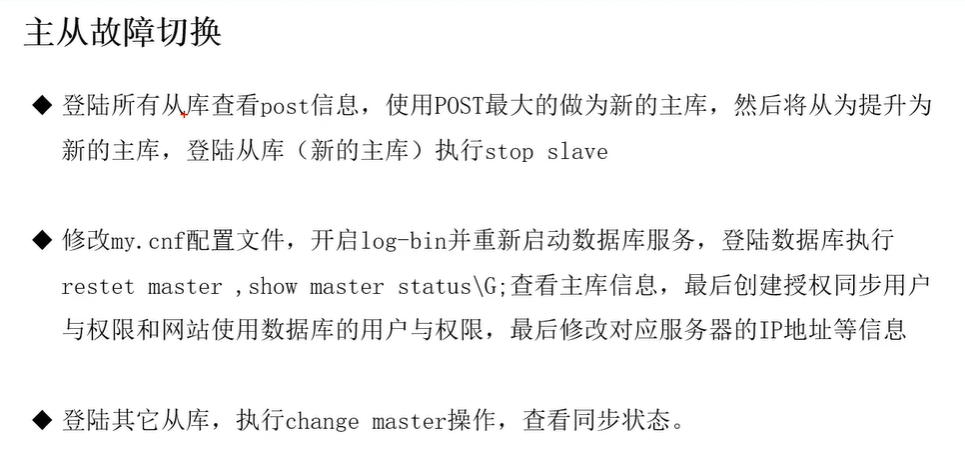 主从故障切换
◆ 登陆所有从库查看post信息，使用POST最大的做为新的主库，然后将从为提升为
新的主库，登陆从库（新的主库）执行stop slave
◆ 修改my.cnf配置文件，开启log-bin并重新启动数据库服务，登陆数据库执行
restet master ,show master status\G;查看主库信息，最后创建授权同步用户
与权限和网站使用数据库的用户与权限，最后修改对应服务器的IP地址等信息
◆ 登陆其它从库，执行change master操作，查看同步状态。